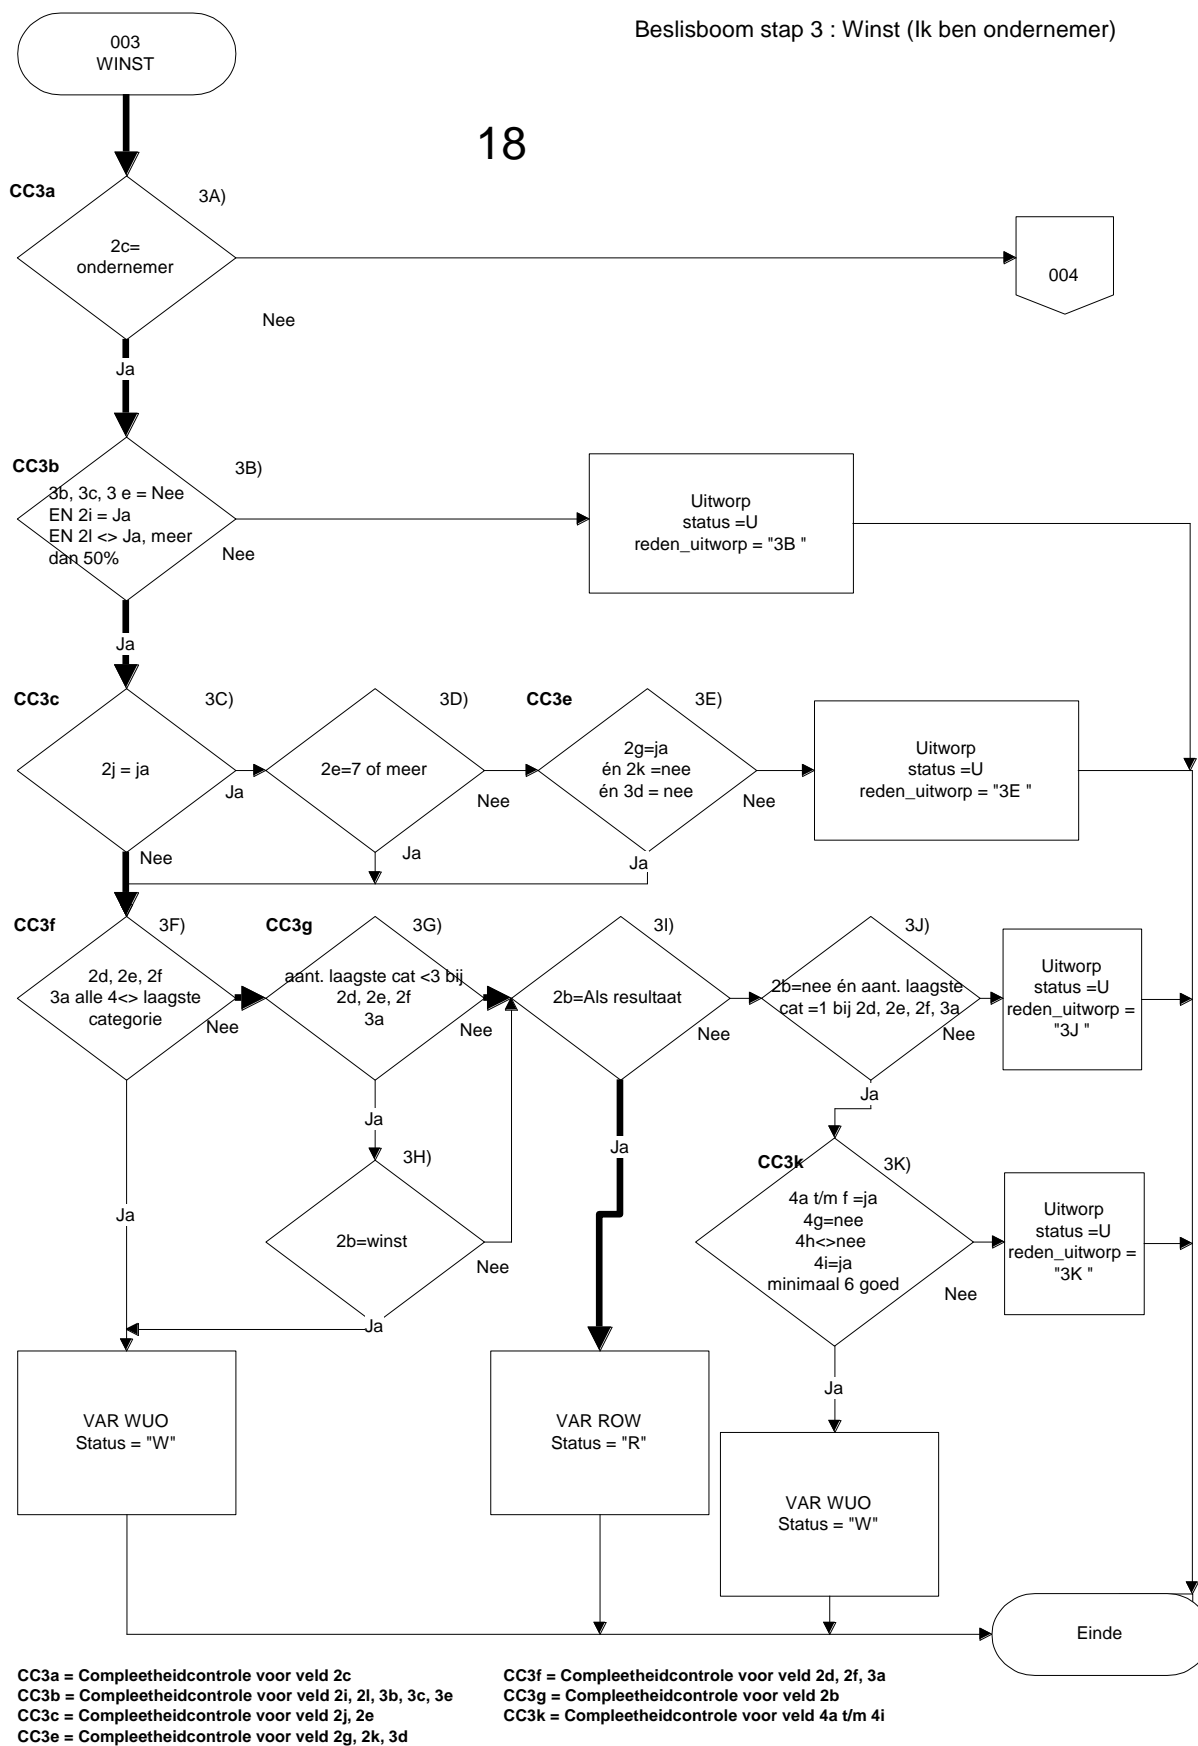 Beslisboom stap 3 : Winst (Ik ben ondernemer)
003
WINST
18
CC3a
3A)
2c=
ondernemer
004
Nee
Ja
CC3b
3B)
3b, 3c, 3 e = Nee
EN 2i = Ja
EN 2l <> Ja, meer
dan 50%
Nee
Uitworp
status =U
reden_uitworp = "3B "
Ja
CC3c
3C)
2j = ja
Ja
Nee
3D)
2e=7 of meer
Nee
Ja
CC3e
3E)
2g=ja
én 2k =nee
én 3d = nee
Nee
Ja
Uitworp
status =U
reden_uitworp = "3E "
CC3f
3F)
2d, 2e, 2f
3a alle 4<> laagste
categorie
Nee
Ja
CC3g
3G)
aant. laagste cat <3 bij
2d, 2e, 2f
3a
Nee
Ja
3H)
2b=winst
Nee
Ja
3I)
2b=Als resultaat
Nee
Ja
3J)
2b=nee én aant. laagste
cat =1 bij 2d, 2e, 2f, 3a
Nee
Ja
Uitworp
status =U
reden_uitworp =
"3J "
CC3k
3K)
4a t/m f =ja
4g=nee
4h<>nee
4i=ja
minimaal 6 goed
Nee
Ja
Uitworp
status =U
reden_uitworp =
"3K "
VAR WUO
Status = "W"
VAR ROW
Status = "R"
VAR WUO
Status = "W"
Einde
CC3a = Compleetheidcontrole voor veld 2c
CC3b = Compleetheidcontrole voor veld 2i, 2l, 3b, 3c, 3e
CC3c = Compleetheidcontrole voor veld 2j, 2e
CC3e = Compleetheidcontrole voor veld 2g, 2k, 3d
CC3f = Compleetheidcontrole voor veld 2d, 2f, 3a
CC3g = Compleetheidcontrole voor veld 2b
CC3k = Compleetheidcontrole voor veld 4a t/m 4i